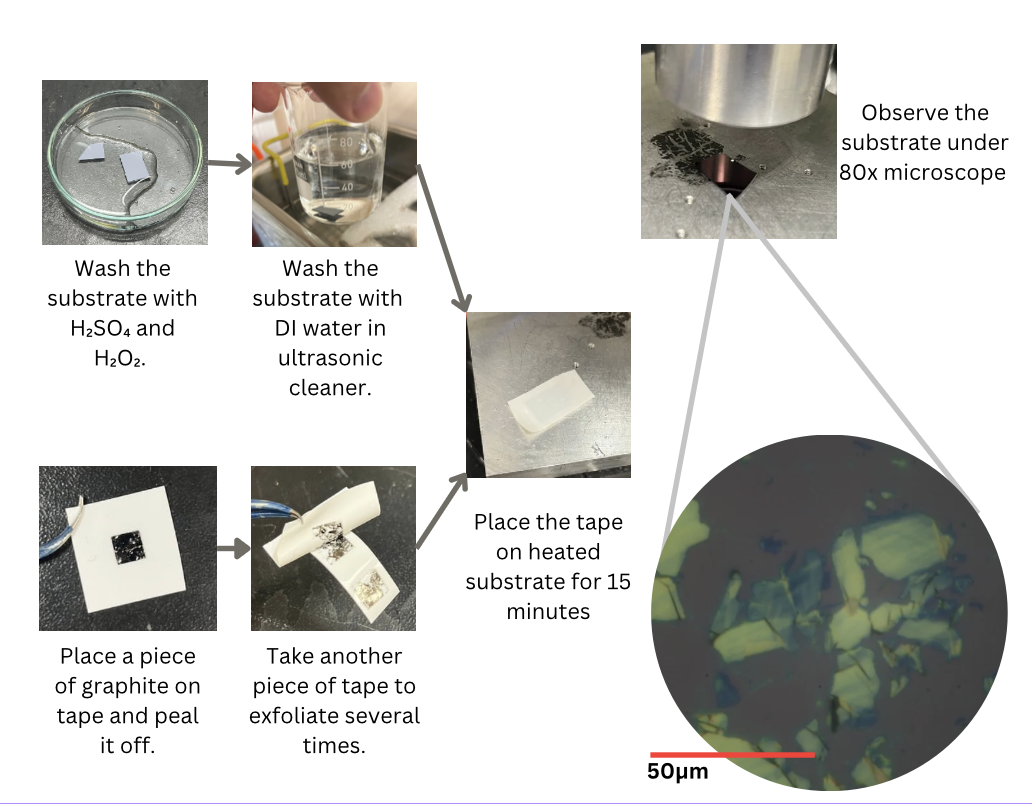 Wash the
substrate with
H₂SO₄ and
H₂O₂.
Wash the
substrate with
DI water in
ultrasonic
cleaner.
80
60
40
Place a piece
of graphite on
tape and peal
it off.
Take another
piece of tape to
exfoliate several
times.
Place the tape
on heated
substrate for 15
minutes
Observe the
substrate under
80x microscope
50µm